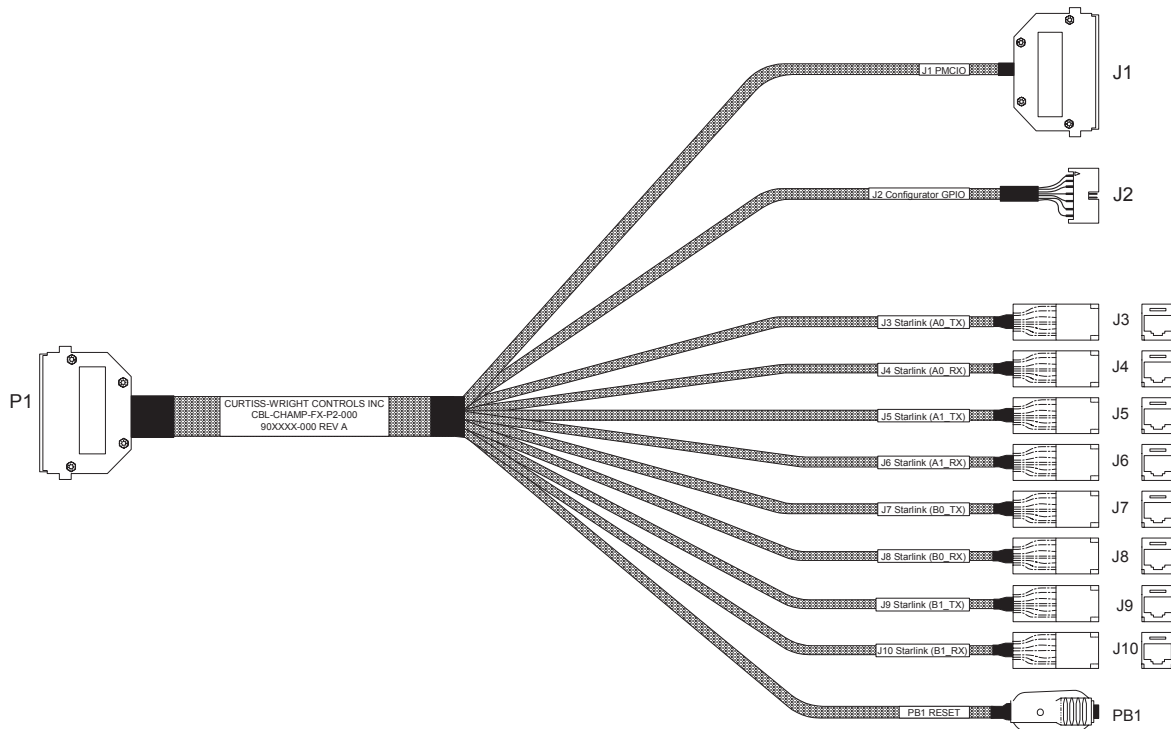 J1 PMCIO
J1
J2 Configurator GPIO
J2
J3 Starlink (A0_TX)
J3
J4 Starlink (A0_RX)
J4
P1
CURTISS-WRIGHT CONTROLS INC
CBL-CHAMP-FX-P2-000
90XXXX-000 REV A
J5 Starlink (A1_TX)
J5
J6 Starlink (A1_RX)
J6
J7 Starlink (B0_TX)
J7
J8 Starlink (B0_RX)
J8
J9 Starlink (B1_TX)
J9
J10 Starlink (B1_RX)
J10
PB1 RESET
PB1